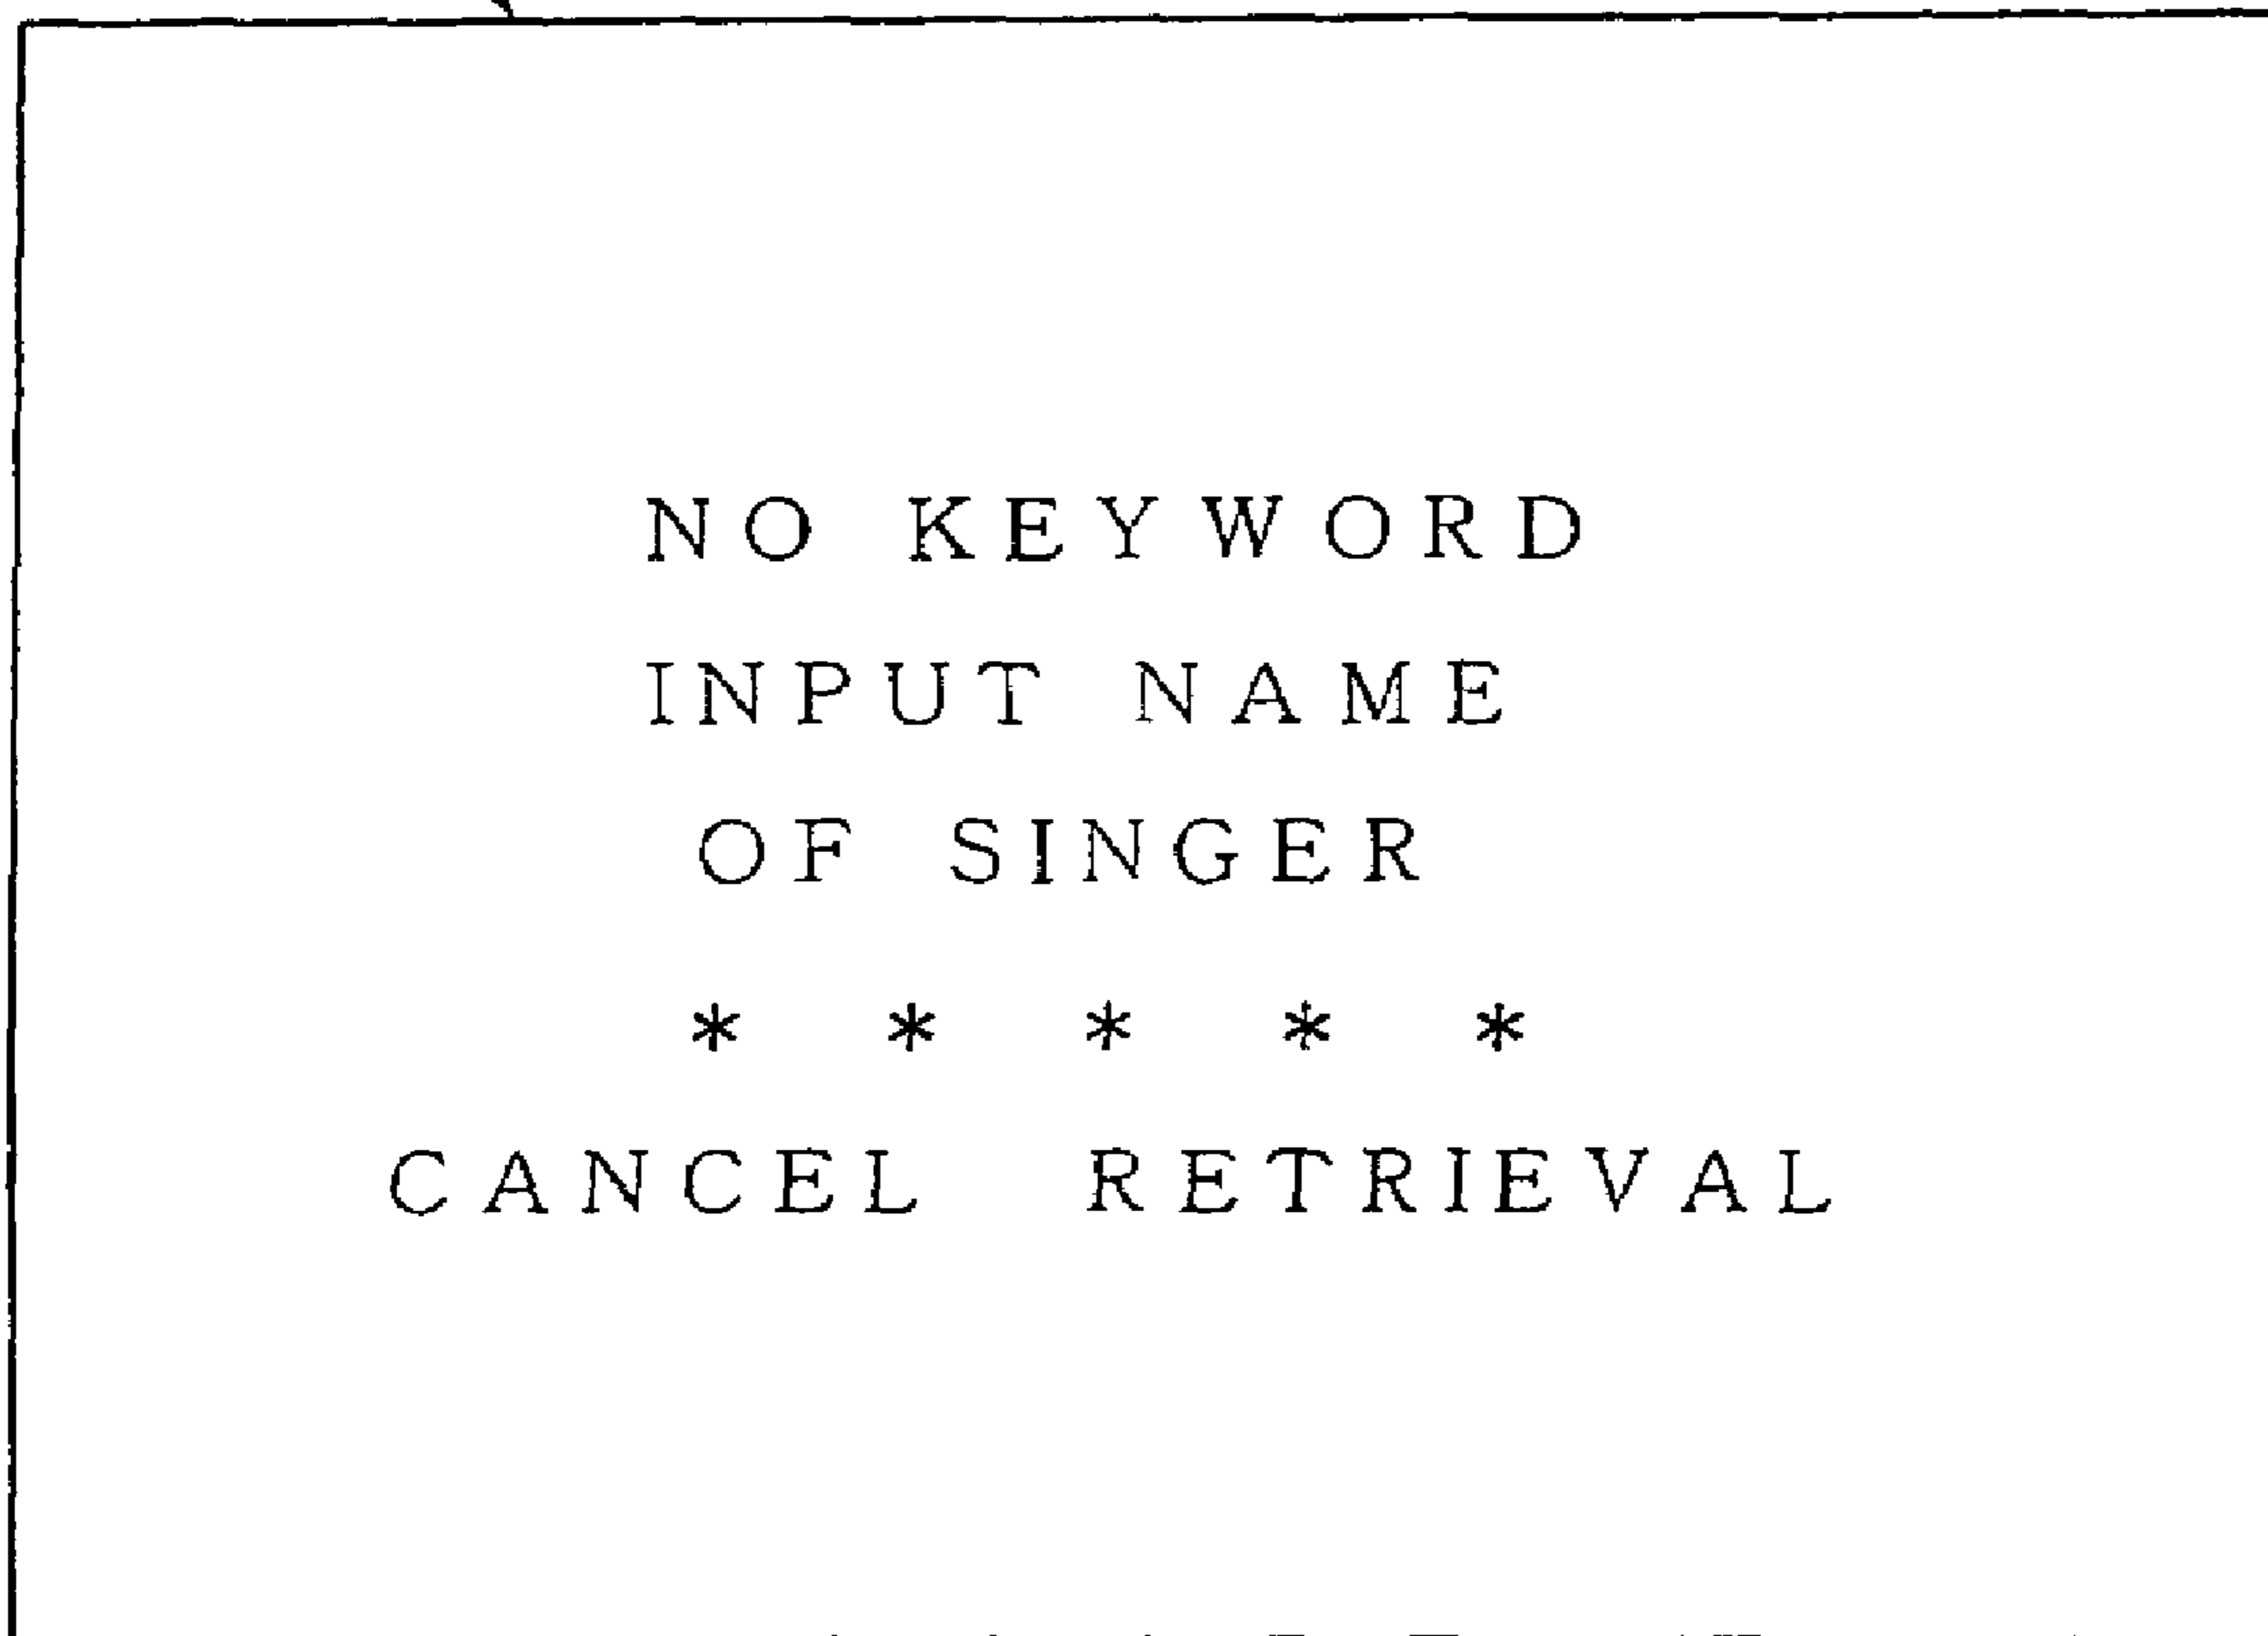 NO KEYWORD
INPUT NAME
OF SINGER
* * * * *
CANCEL RETRIEVAL